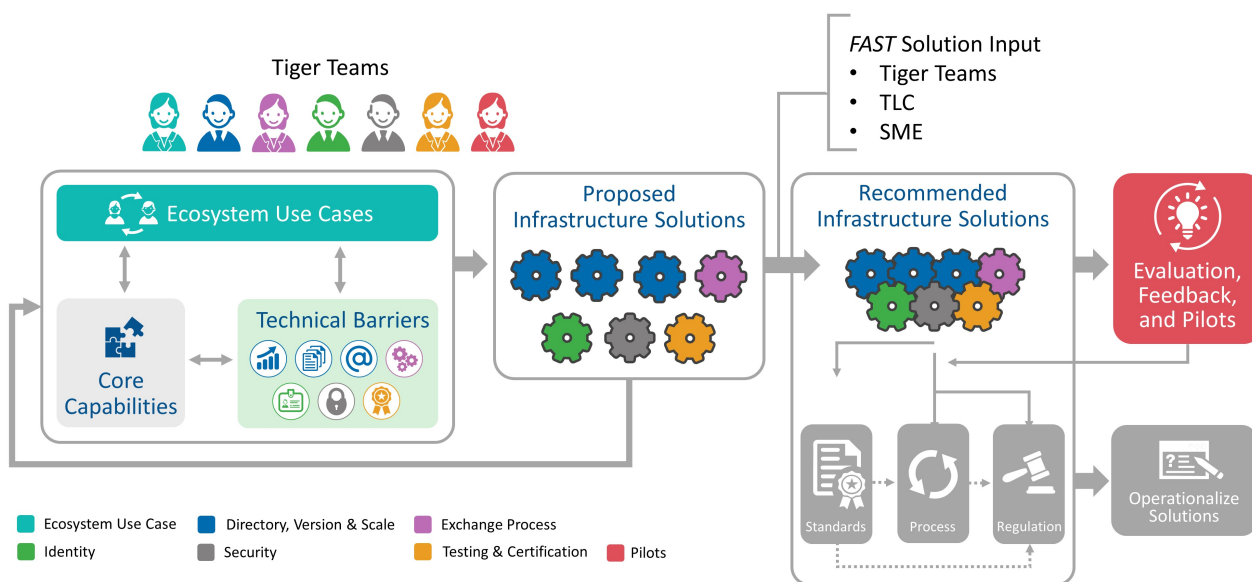 Tiger Teams
FAST Solution Input
• Tiger Teams
• TLC
• SME
Ecosystem Use Cases
Core
Capabilities
Technical Barriers
@
Proposed
Infrastructure Solutions
Recommended
Infrastructure Solutions
Evaluation,
Feedback,
and Pilots
Standards
Process
Regulation
?
Operationalize
Solutions
Ecosystem Use Case
Directory, Version & Scale
Exchange Process
Identity
Security
Testing & Certification
Pilots